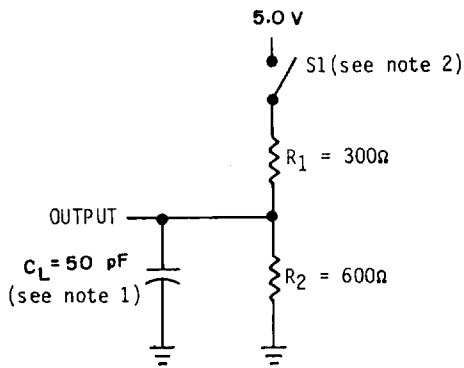 5.0 V
S1(see note 2)
R1 = 300Ω
OUTPUT
CL=50 pF
(see note 1)
R2 = 600Ω